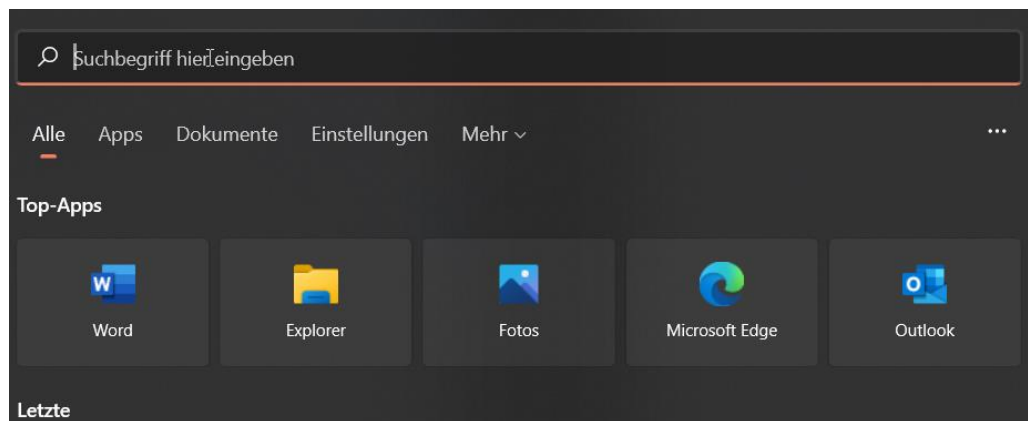 Suchbegriff hier eingeben
Alle Apps Dokumente Einstellungen Mehr
Top-Apps
Word Explorer Fotos Microsoft Edge Outlook
Letzte